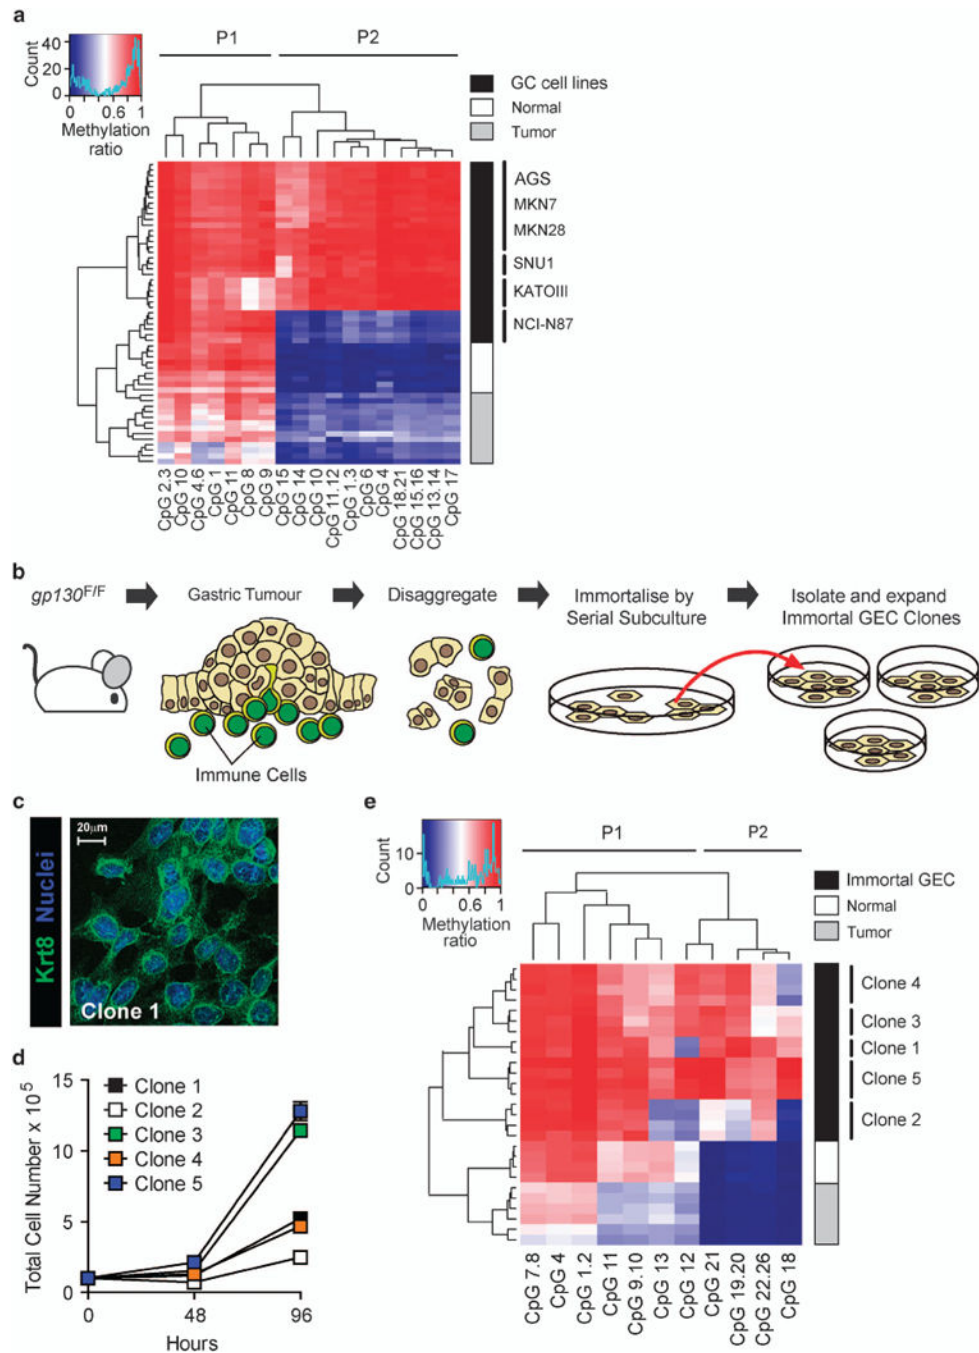 a
P1
P2
40
20
0
Count
0
0.6
1
Methylation
ratio
GC cell lines
Normal
Tumor
AGS
MKN7
MKN28
SNU1
KATOIII
NCI-N87
CpG 2.3
CpG 10
CpG 4.6
CpG 1
CpG 11
CpG 8
CpG 9
CpG 15
CpG 14
CpG 10
CpG 11.12
CpG 1.3
CpG 6
CpG 4
CpG 18.21
CpG 15.16
CpG 13.14
CpG 17
b
gp130F/F
Gastric Tumour
Disaggregate
Immortalise by
Serial Subculture
Isolate and expand
Immortal GEC Clones
Immune Cells
c
Krt8 Nuclei
20μm
Clone 1
d
Total Cell Number x 10⁵
15
10
5
0
Clone 1
Clone 2
Clone 3
Clone 4
Clone 5
0
48
96
Hours
e
P1
P2
10
0
Count
0
0.6
1
Methylation
ratio
Immortal GEC
Normal
Tumor
Clone 4
Clone 3
Clone 1
Clone 5
Clone 2
CpG 7.8
CpG 4
CpG 1.2
CpG 11
CpG 9.10
CpG 13
CpG 12
CpG 21
CpG 19.20
CpG 22.26
CpG 18